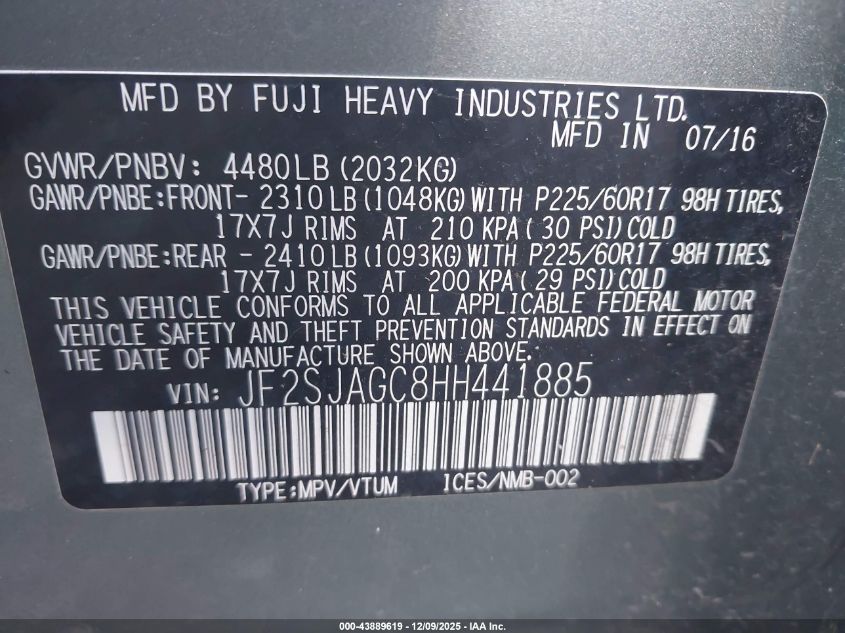 MFD BY FUJI HEAVY INDUSTRIES LTD.
MFD IN 07/16
GVWR/PNBV: 4480LB (2032KG)
GAWR/PNBE:FRONT- 2310LB (1048KG) WITH P225/60R17 98H TIRES,
17X7J RIMS AT 210 KPA (30 PSI) COLD
GAWR/PNBE:REAR - 2410LB (1093KG) WITH P225/60R17 98H TIRES,
17X7J RIMS AT 200 KPA (29 PSI) COLD
THIS VEHICLE CONFORMS TO ALL APPLICABLE FEDERAL MOTOR
VEHICLE SAFETY AND THEFT PREVENTION STANDARDS IN EFFECT ON
THE DATE OF MANUFACTURE SHOWN ABOVE.
VIN: JF2SJAGC8HH441885
TYPE:MPV/VTUM ICES/NMB-002
000-43889619 - 12/09/2025 - IAA Inc.